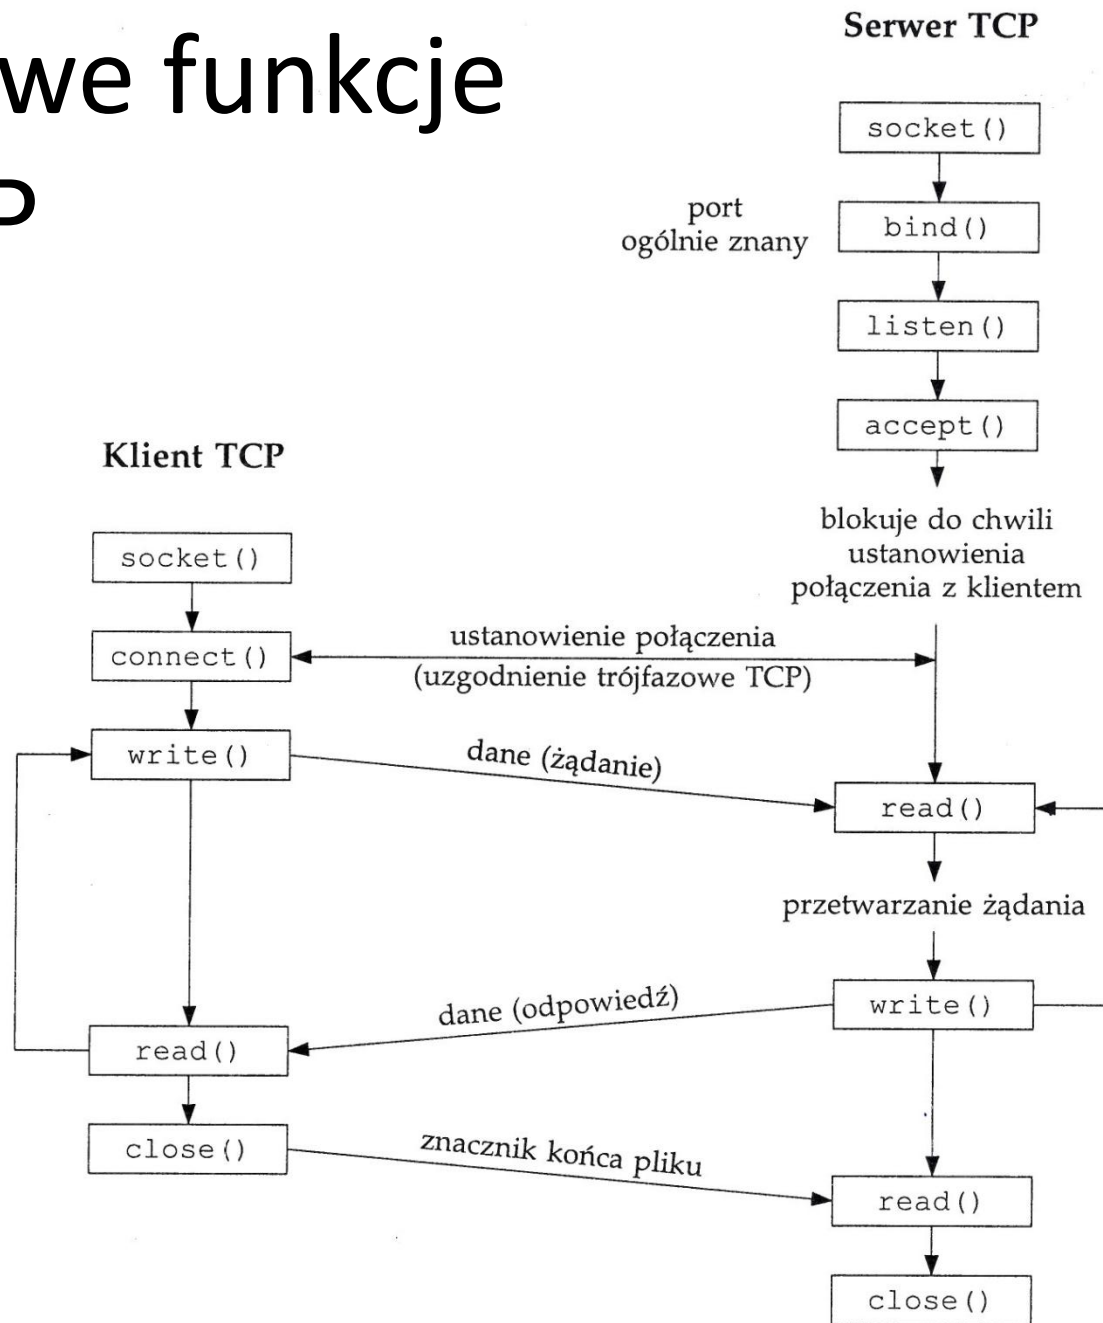 we funkcje
P
Serwer TCP
socket()
port
ogólnie znany
bind()
listen()
accept()
blokuje do chwili
ustanowienia
połączenia z klientem
Klient TCP
socket()
connect()
ustanowienie połączenia
(uzgodnienie trójfazowe TCP)
write()
dane (żądanie)
read()
przetwarzanie żądania
write()
dane (odpowiedź)
read()
close()
znacznik końca pliku
read()
close()